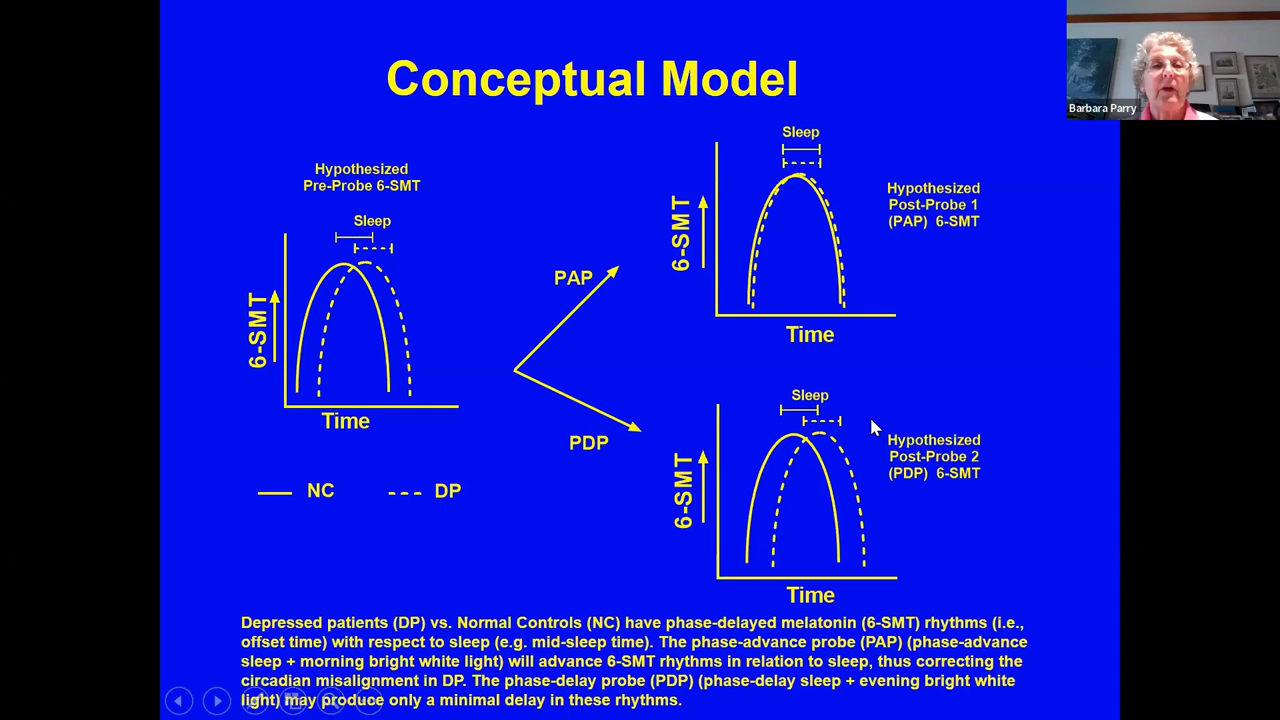 Conceptual Model
Barbara Parry
Hypothesized
Pre-Probe 6-SMT
Sleep
6-SMT
Time
NC
DP
PAP
PDP
Sleep
6-SMT
Time
Hypothesized
Post-Probe 1
(PAP) 6-SMT
Sleep
6-SMT
Time
Hypothesized
Post-Probe 2
(PDP) 6-SMT
Depressed patients (DP) vs. Normal Controls (NC) have phase-delayed melatonin (6-SMT) rhythms (i.e.,
offset time) with respect to sleep (e.g. mid-sleep time). The phase-advance probe (PAP) (phase-advance
sleep + morning bright white light) will advance 6-SMT rhythms in relation to sleep, thus correcting the
circadian misalignment in DP. The phase-delay probe (PDP) (phase-delay sleep + evening bright white
light) may produce only a minimal delay in these rhythms.